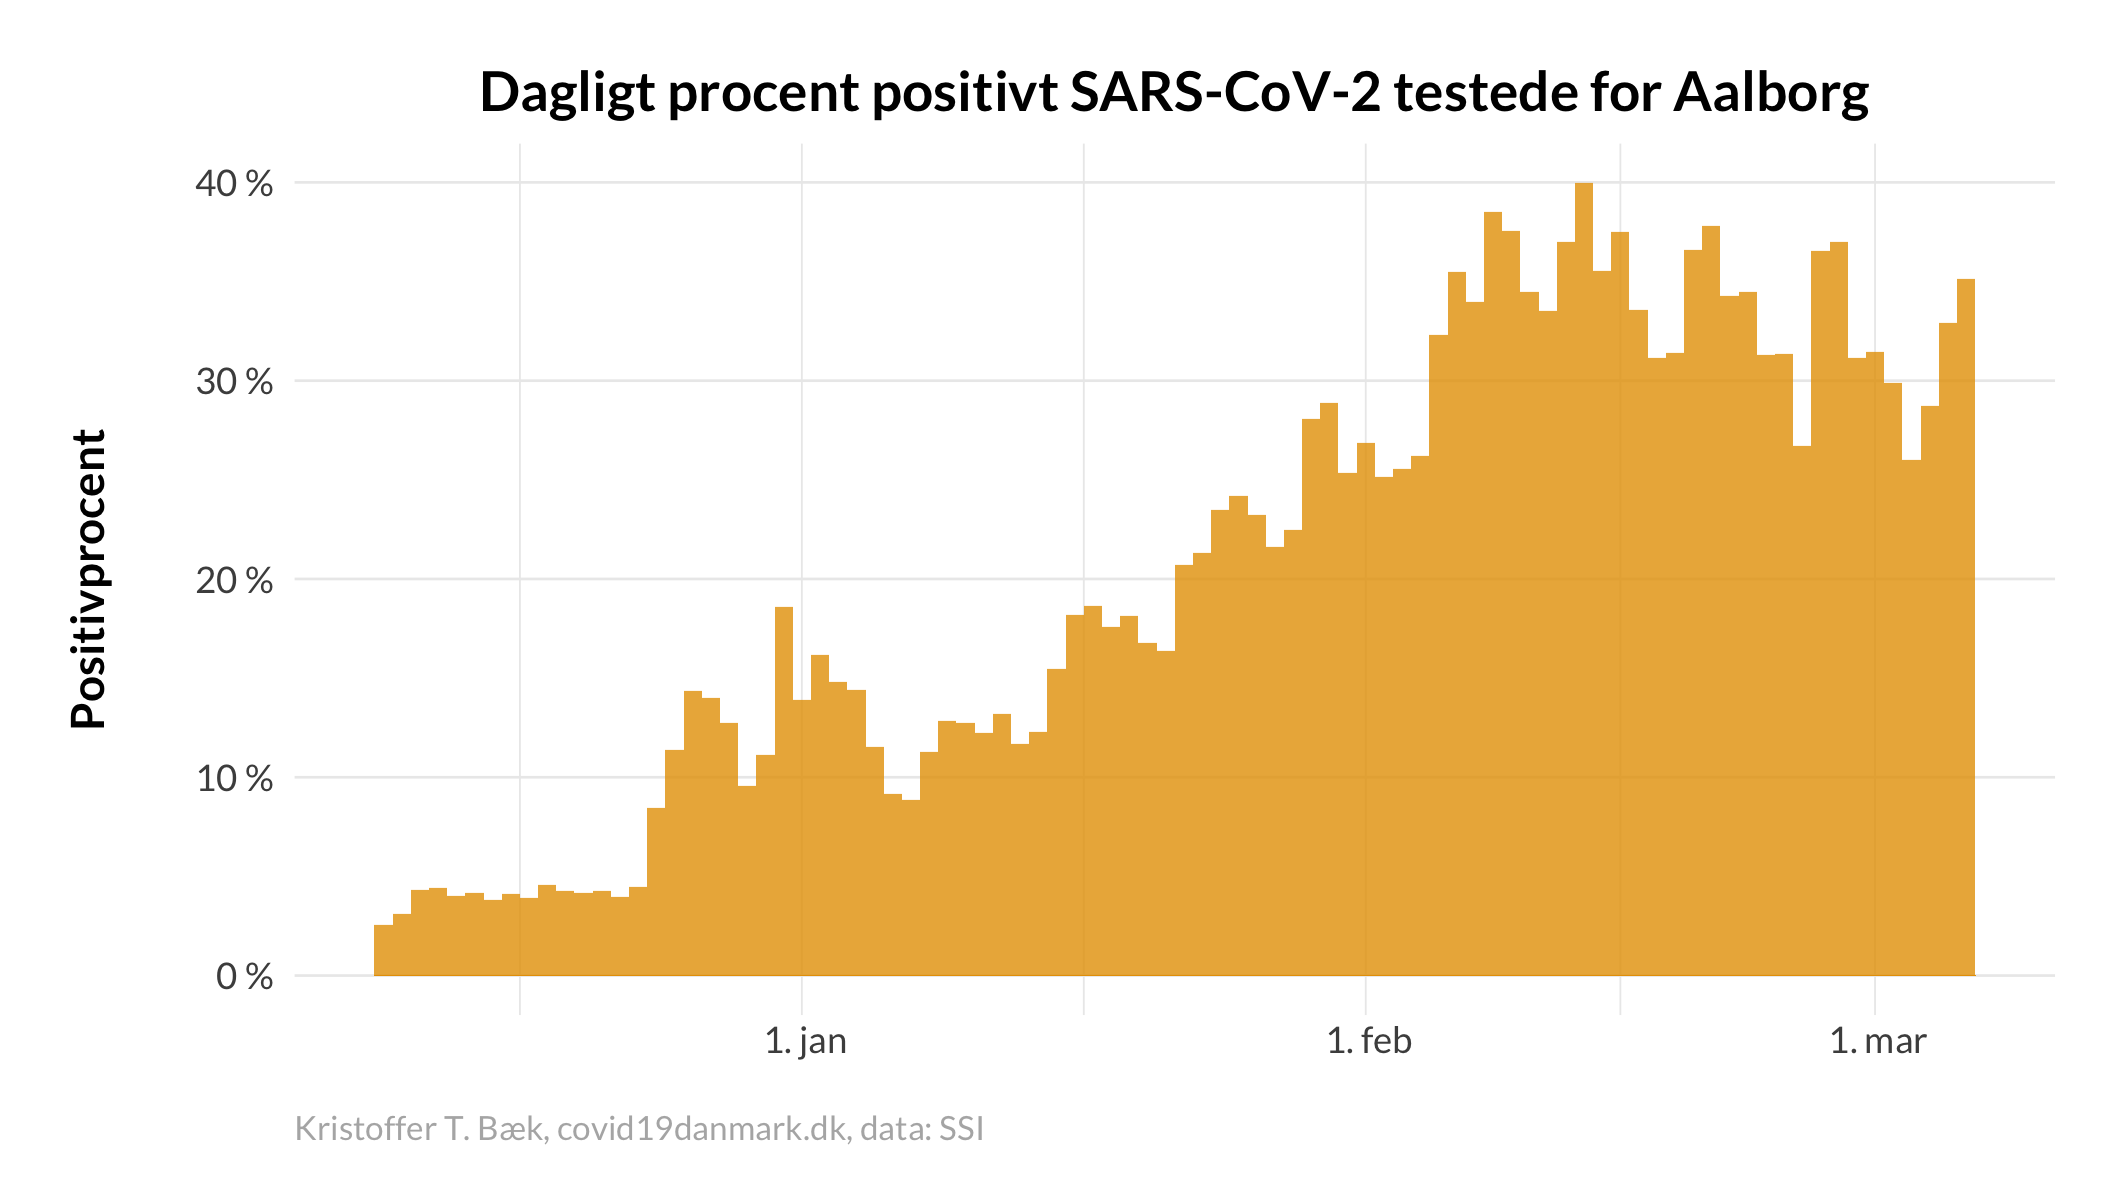 Dagligt procent positivt SARS-CoV-2 testede for Aalborg
Positivprocent
40 %
30 %
20 %
10 %
0 %
1. jan
1. feb
1. mar
Kristoffer T. Bæk, covid19danmark.dk, data: SSI